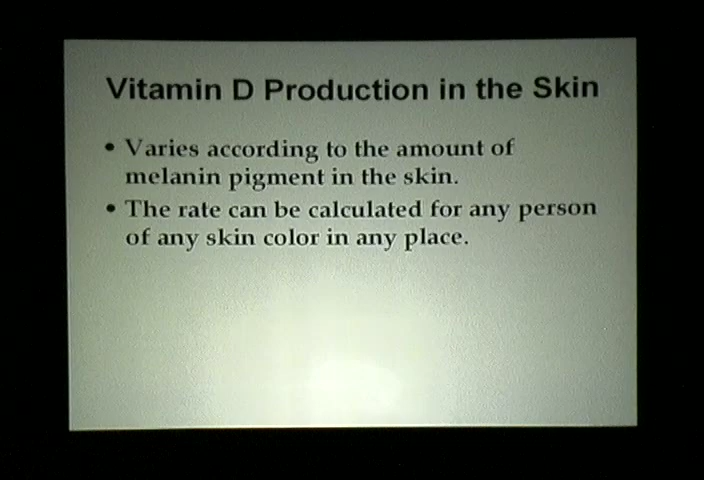 Vitamin D Production in the Skin
• Varies according to the amount of
melanin pigment in the skin.
• The rate can be calculated for any person
of any skin color in any place.